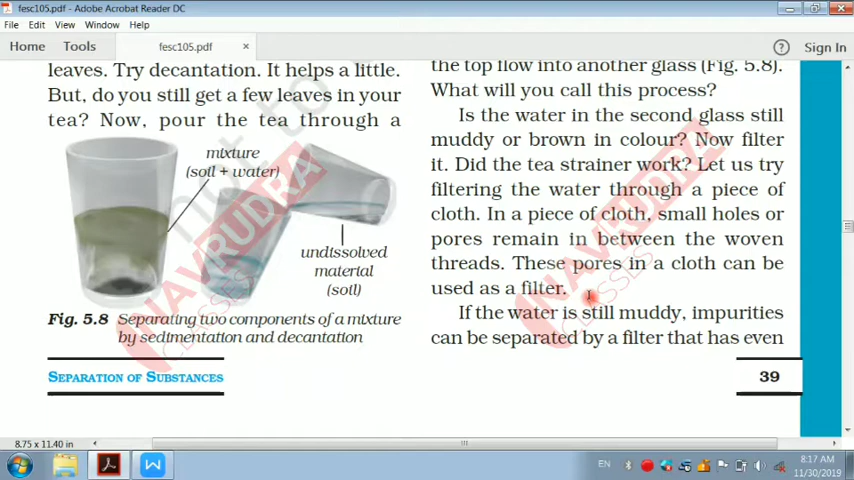 fesc105.pdf - Adobe Acrobat Reader DC
File Edit View Window Help
Home Tools fesc105.pdf × Sign In
leaves. Try decantation. It helps a little.
But, do you still get a few leaves in your
tea? Now, pour the tea through a
mixture
(soil + water)
undissolved
material
(soil)
Fig. 5.8 Separating two components of a mixture
by sedimentation and decantation
the top flow into another glass (Fig. 5.8).
What will you call this process?
Is the water in the second glass still
muddy or brown in colour? Now filter
it. Did the tea strainer work? Let us try
filtering the water through a piece of
cloth. In a piece of cloth, small holes or
pores remain in between the woven
threads. These pores in a cloth can be
used as a filter.
If the water is still muddy, impurities
can be separated by a filter that has even
SEPARATION OF SUBSTANCES
39
not to
NAVRUDRA
CLASSES
NAVRUDRA
CLASSES
8.75 x 11.40 in
EN
8:17 AM
11/30/2019